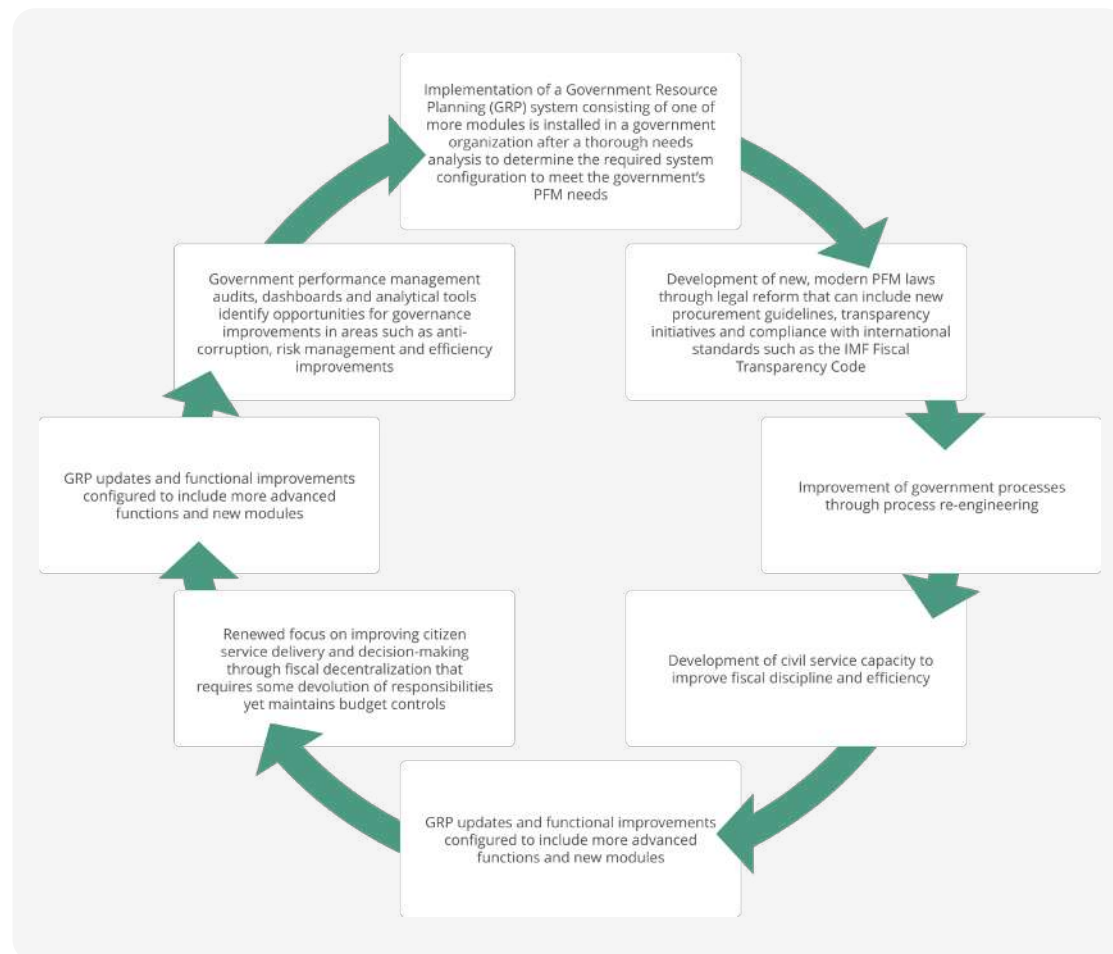 Implementation of a Government Resource
Planning (GRP) system consisting of one of
more modules is installed in a government
organization after a thorough needs
analysis to determine the required system
configuration to meet the government’s
PFM needs
Development of new, modern PFM laws
through legal reform that can include new
procurement guidelines, transparency
initiatives and compliance with international
standards such as the IMF Fiscal
Transparency Code
Improvement of government processes
through process re-engineering
Development of civil service capacity to
improve fiscal discipline and efficiency
GRP updates and functional improvements
configured to include more advanced
functions and new modules
Renewed focus on improving citizen
service delivery and decision-making
through fiscal decentralization that
requires some devolution of responsibilities
yet maintains budget controls
GRP updates and functional improvements
configured to include more advanced
functions and new modules
Government performance management
audits, dashboards and analytical tools
identify opportunities for governance
improvements in areas such as anti-
corruption, risk management and efficiency
improvements